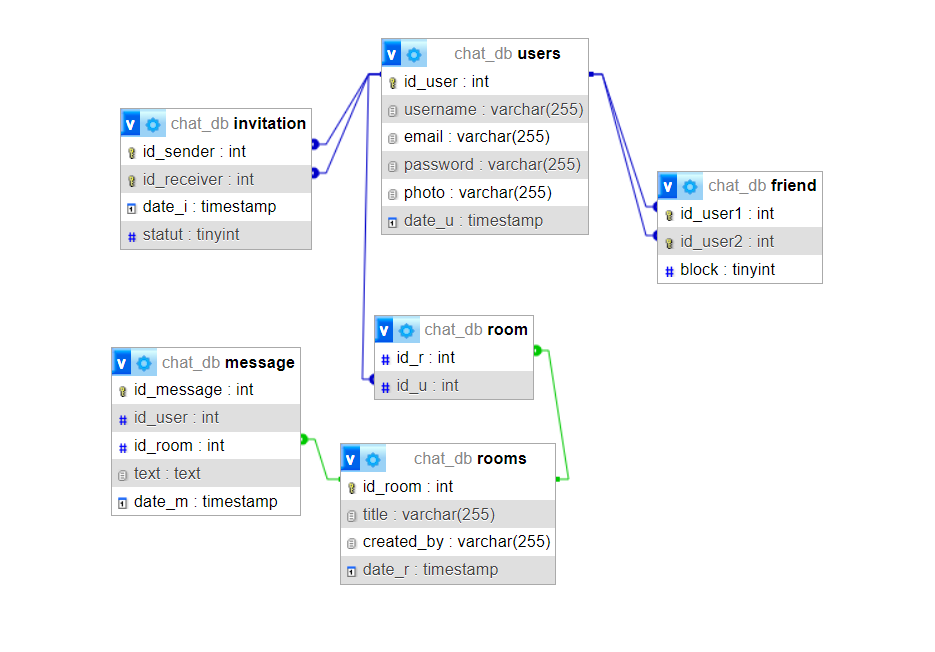 v chat_db users
id_user : int
username : varchar(255)
email : varchar(255)
password : varchar(255)
photo : varchar(255)
date_u : timestamp
v chat_db invitation
id_sender : int
id_receiver : int
date_i : timestamp
# statut : tinyint
v chat_db friend
id_user1 : int
id_user2 : int
# block : tinyint
v chat_db room
# id_r : int
# id_u : int
v chat_db message
id_message : int
# id_user : int
# id_room : int
text : text
date_m : timestamp
v chat_db rooms
id_room : int
title : varchar(255)
created_by : varchar(255)
date_r : timestamp